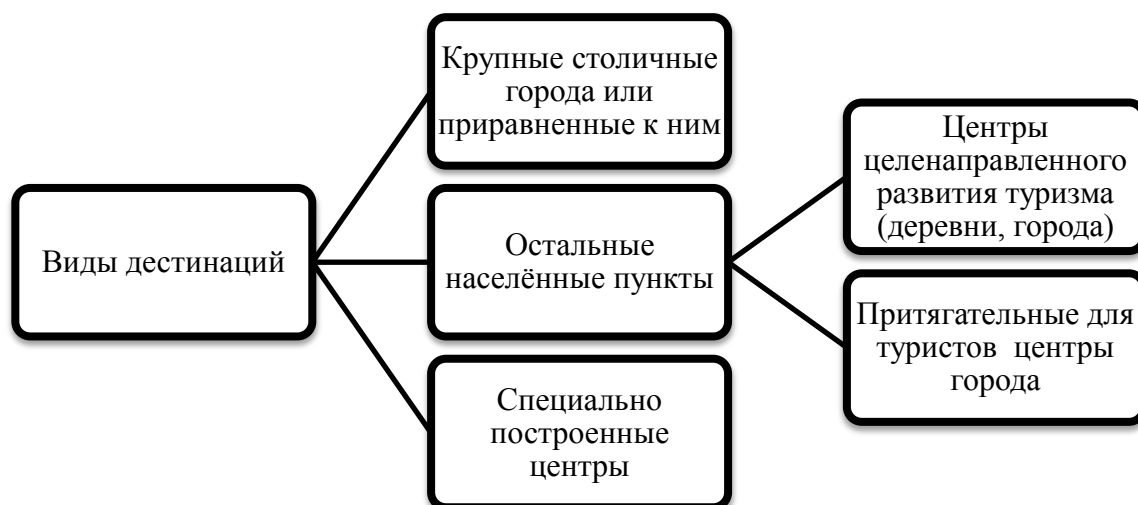 Виды дестинаций
Крупные столичные
города или
приравненные к ним
Остальные
населённые пункты
Центры
целенаправленного
развития туризма
(деревни, города)
Притягательные для
туристов центры
города
Специально
построенные
центры